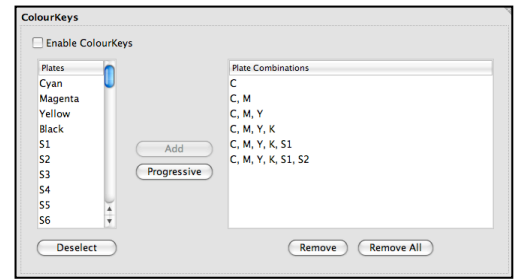 ColourKeys
Enable ColourKeys
Plates
Cyan
Magenta
Yellow
Black
S1
S2
S3
S4
S5
S6
Deselect
Add
Progressive
Plate Combinations
C
C, M
C, M, Y
C, M, Y, K
C, M, Y, K, S1
C, M, Y, K, S1, S2
Remove
Remove All